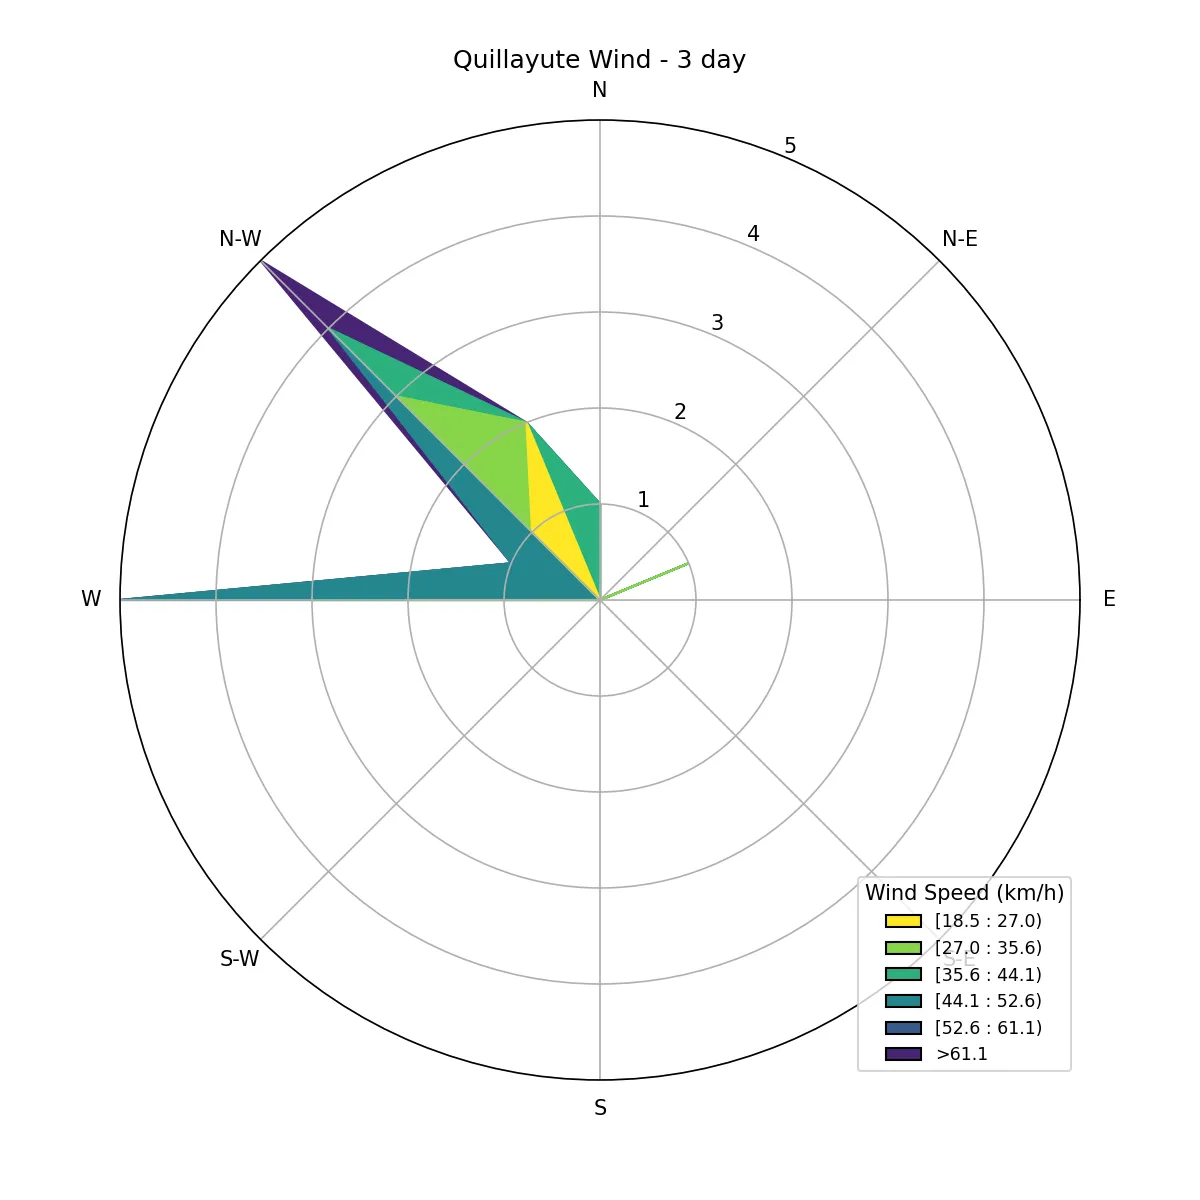 Quillayute Wind - 3 day
N
5
N-W
4
N-E
3
2
1
W
E
S-W
S-E
S
Wind Speed (km/h)
[18.5 : 27.0)
[27.0 : 35.6)
[35.6 : 44.1)
[44.1 : 52.6)
[52.6 : 61.1)
>61.1